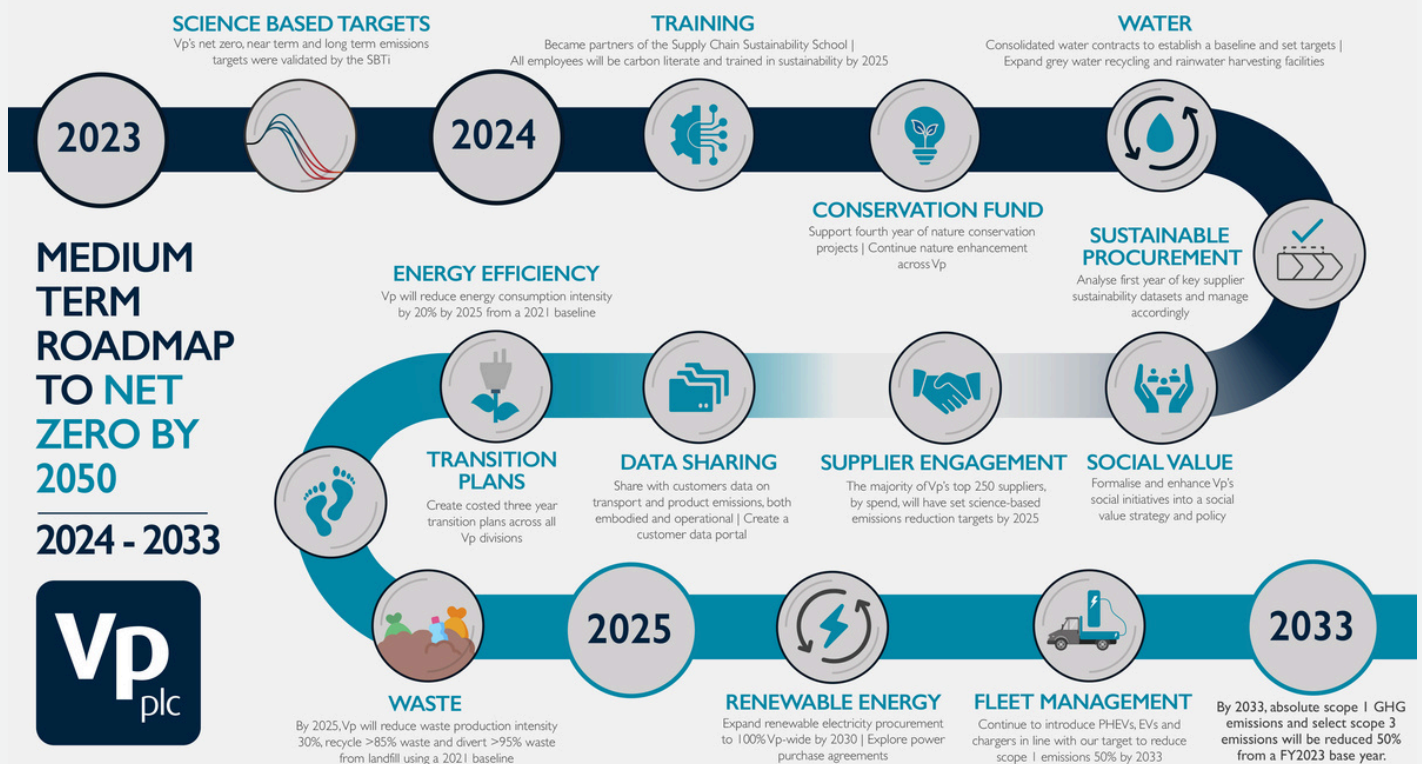 SCIENCE BASED TARGETS
Vp's net zero, near term and long term emissions
targets were validated by the SBTi
TRAINING
Became partners of the Supply Chain Sustainability School |
All employees will be carbon literate and trained in sustainability by 2025
WATER
Consolidated water contracts to establish a baseline and set targets |
Expand grey water recycling and rainwater harvesting facilities
2023
2024
CONSERVATION FUND
Support fourth year of nature conservation
projects | Continue nature enhancement
across Vp
SUSTAINABLE
PROCUREMENT
Analyse first year of key supplier
sustainability datasets and manage
accordingly
MEDIUM
TERM
ROADMAP
TO NET
ZERO BY
2050
2024 - 2033
Vp
plc
ENERGY EFFICIENCY
Vp will reduce energy consumption intensity
by 20% by 2025 from a 2021 baseline
TRANSITION
PLANS
Create costed three year
transition plans across all
Vp divisions
DATA SHARING
Share with customers data on
transport and product emissions, both
embodied and operational | Create a
customer data portal
SUPPLIER ENGAGEMENT
The majority of Vp's top 250 suppliers,
by spend, will have set science-based
emissions reduction targets by 2025
SOCIAL VALUE
Formalise and enhance Vp's
social initiatives into a social
value strategy and policy
2025
2033
WASTE
By 2025, Vp will reduce waste production intensity
30%, recycle >85% waste and divert >95% waste
from landfill using a 2021 baseline
RENEWABLE ENERGY
Expand renewable electricity procurement
to 100% Vp-wide by 2030 | Explore power
purchase agreements
FLEET MANAGEMENT
Continue to introduce PHEVs, EVs and
chargers in line with our target to reduce
scope 1 emissions 50% by 2033
By 2033, absolute scope 1 GHG
emissions and select scope 3
emissions will be reduced 50%
from a FY2023 base year.